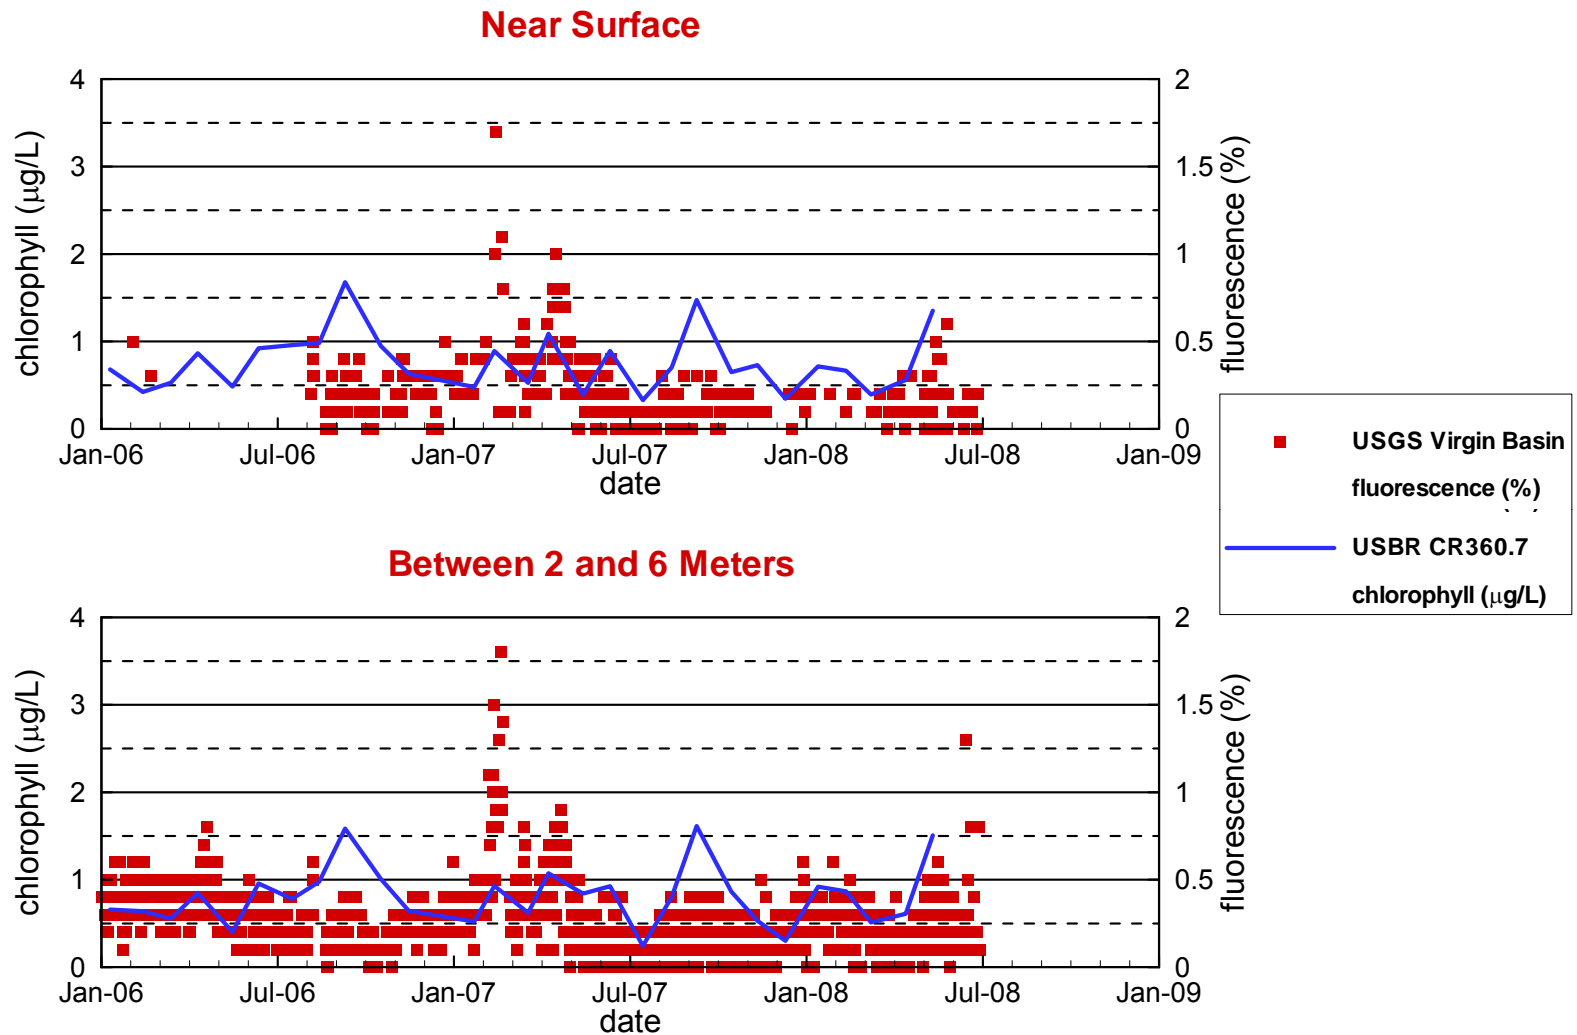 Near Surface
4
3
2
1
0
2
1.5
1
0.5
0
chlorophyll (μg/L)
fluorescence (%)
Jan-06
Jul-06
Jan-07
Jul-07
Jan-08
Jul-08
Jan-09
date
USGS Virgin Basin
fluorescence (%)
USBR CR360.7
chlorophyll (μg/L)
Between 2 and 6 Meters
4
3
2
1
0
2
1.5
1
0.5
0
chlorophyll (μg/L)
fluorescence (%)
Jan-06
Jul-06
Jan-07
Jul-07
Jan-08
Jul-08
Jan-09
date